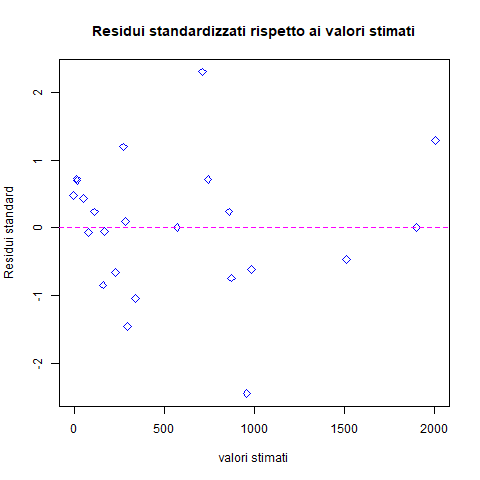 Residui standardizzati rispetto ai valori stimati
Residui standard
2
1
0
-1
-2
0 500 1000 1500 2000
valori stimati